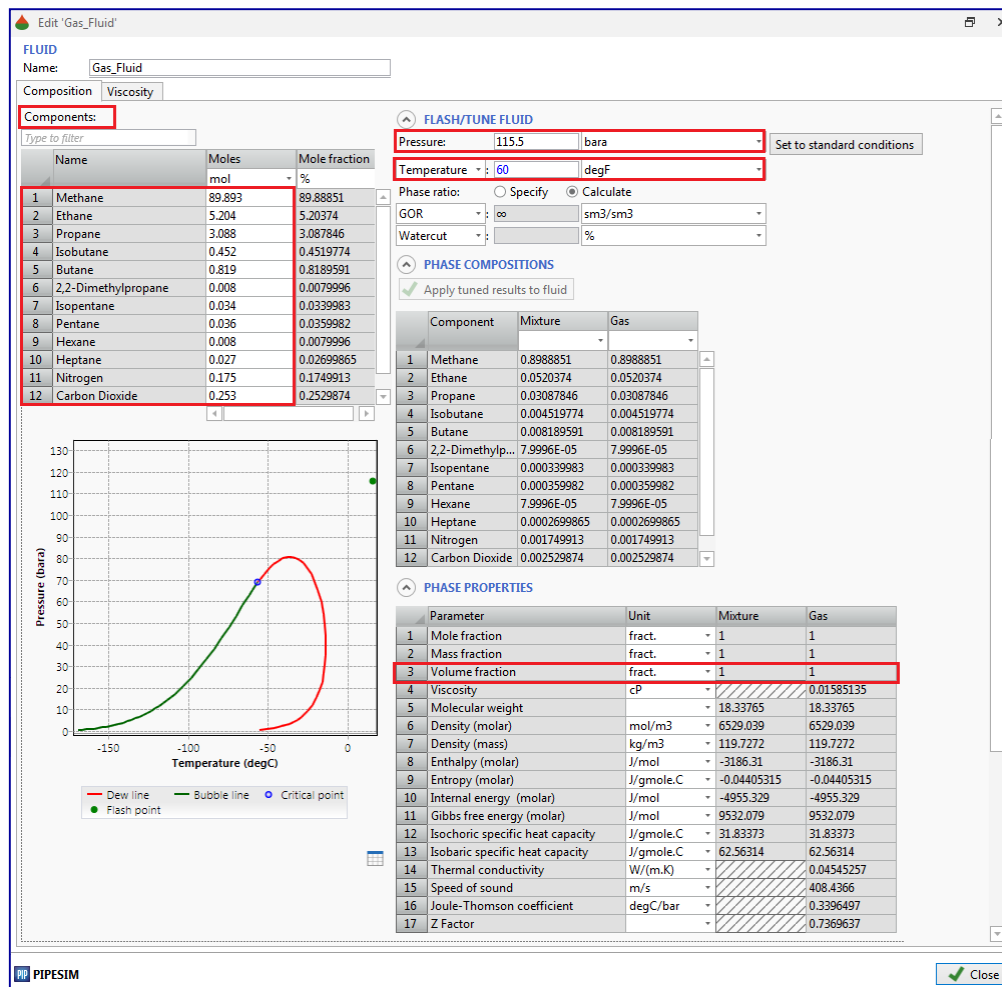 Edit 'Gas_Fluid'
FLUID
Name: Gas_Fluid
Composition Viscosity
Components:
Type to filter
Name Moles Mole fraction
mol %
1 Methane 89.893 89.88851
2 Ethane 5.204 5.20374
3 Propane 3.088 3.087846
4 Isobutane 0.452 0.4519774
5 Butane 0.819 0.8189591
6 2,2-Dimethylpropane 0.008 0.0079996
7 Isopentane 0.034 0.0339983
8 Pentane 0.036 0.0359982
9 Hexane 0.008 0.0079996
10 Heptane 0.027 0.02699865
11 Nitrogen 0.175 0.1749913
12 Carbon Dioxide 0.253 0.2529874
130
120
110
100
90
80
70
60
50
40
30
20
10
0
Pressure (bara)
-150 -100 -50 0
Temperature (degC)
Dew line Bubble line Critical point
Flash point
FLASH/TUNE FLUID
Pressure: 115.5 bara Set to standard conditions
Temperature : 60 degF
Phase ratio: Specify Calculate
GOR : ∞ sm3/sm3
Watercut : %
PHASE COMPOSITIONS
Apply tuned results to fluid
Component Mixture Gas
1 Methane 0.8988851 0.8988851
2 Ethane 0.0520374 0.0520374
3 Propane 0.03087846 0.03087846
4 Isobutane 0.004519774 0.004519774
5 Butane 0.008189591 0.008189591
6 2,2-Dimethylp... 7.9996E-05 7.9996E-05
7 Isopentane 0.000339983 0.000339983
8 Pentane 0.000359982 0.000359982
9 Hexane 7.9996E-05 7.9996E-05
10 Heptane 0.0002699865 0.0002699865
11 Nitrogen 0.001749913 0.001749913
12 Carbon Dioxide 0.002529874 0.002529874
PHASE PROPERTIES
Parameter Unit Mixture Gas
1 Mole fraction fract. 1 1
2 Mass fraction fract. 1 1
3 Volume fraction fract. 1 1
4 Viscosity cP 0.01585135
5 Molecular weight 18.33765 18.33765
6 Density (molar) mol/m3 6529.039 6529.039
7 Density (mass) kg/m3 119.7272 119.7272
8 Enthalpy (molar) J/mol -3186.31 -3186.31
9 Entropy (molar) J/gmole.C -0.04405315 -0.04405315
10 Internal energy (molar) J/mol -4955.329 -4955.329
11 Gibbs free energy (molar) J/mol 9532.079 9532.079
12 Isochoric specific heat capacity J/gmole.C 31.83373 31.83373
13 Isobaric specific heat capacity J/gmole.C 62.56314 62.56314
14 Thermal conductivity W/(m.K) 0.04545257
15 Speed of sound m/s 408.4366
16 Joule-Thomson coefficient degC/bar 0.3396497
17 Z Factor 0.7369637
PIP PIPESIM
Close